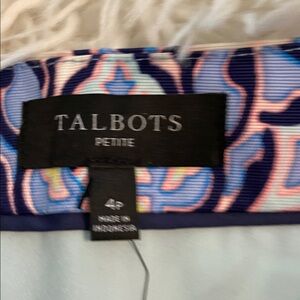 TALBOTS
PETITE
4P
MADE IN
INDONESIA